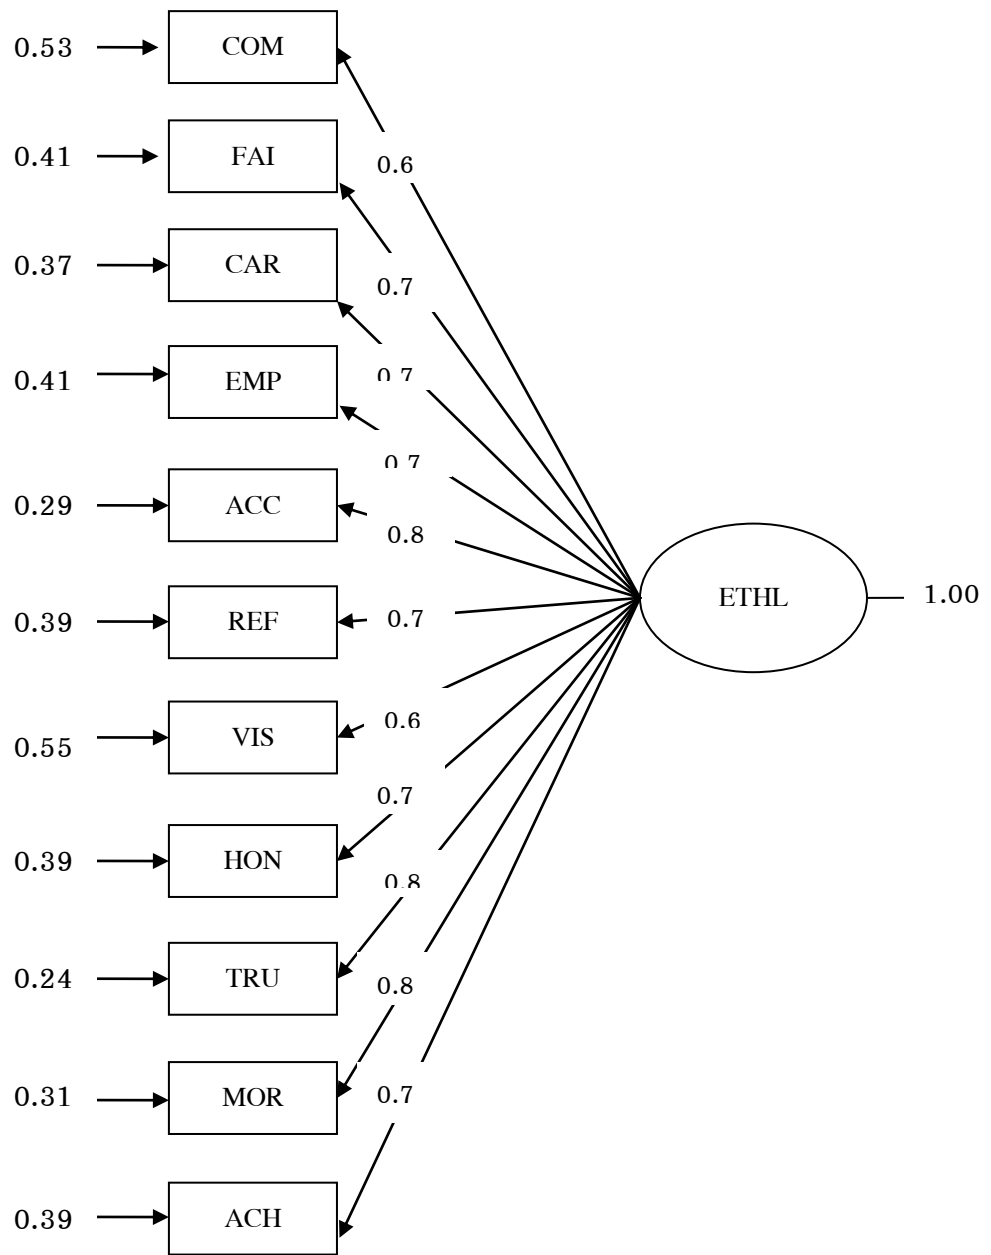 0.53 COM
0.6
0.41 FAI
0.37 CAR
0.7
0.7
0.41 EMP
0.7
0.29 ACC
0.8
ETHL 1.00
0.39 REF 0.7
0.6
0.55 VIS
0.7
0.39 HON
0.8
0.24 TRU
0.8
0.31 MOR 0.7
0.39 ACH